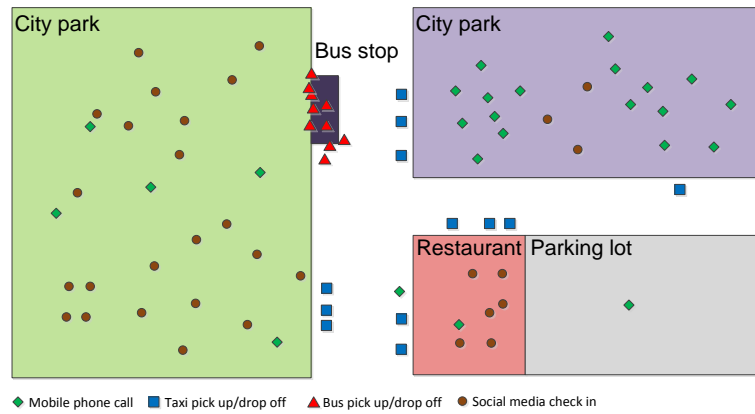 City park
Bus stop
City park
Restaurant
Parking lot
Mobile phone call
Taxi pick up/drop off
Bus pick up/drop off
Social media check in